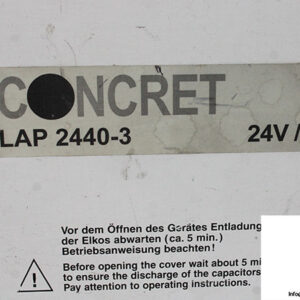 CONCRET
LAP 2440-3 24V/
Vor dem Öffnen des Gerätes Entladung
der Elkos abwarten (ca. 5 min.)
Betriebsanweisung beachten!
Before opening the cover wait about 5 mi
to ensure the discharge of the capacitors
Pay attention to operating instructions.
Info